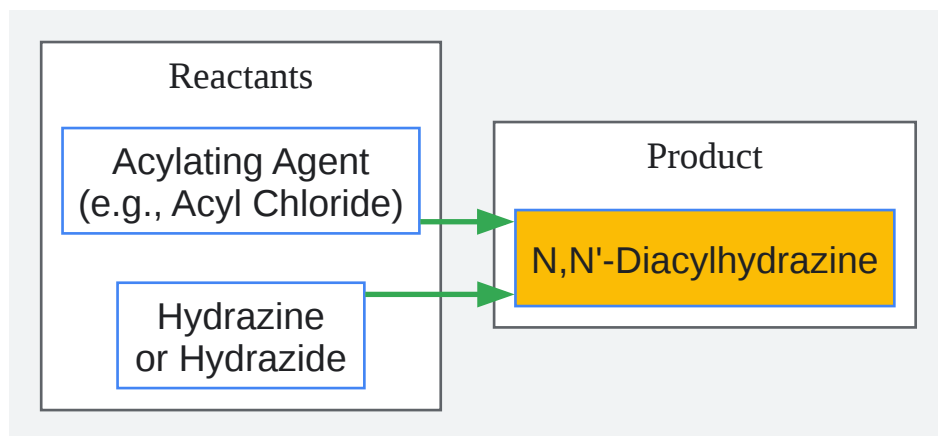 Reactants
Acylating Agent
(e.g., Acyl Chloride)
Hydrazine
or Hydrazide
Product
N,N'-Diacylhydrazine